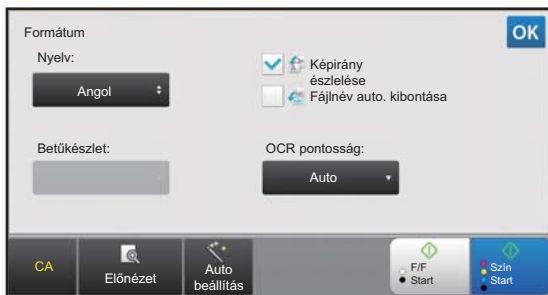 Formátum
OK
Nyelv:
Angol
Képirány
észlelése
Fájlnév auto. kibontása
Betűkészlet:
OCR pontosság:
Auto
CA
Előnézet
Auto
beállítás
F/F
Start
Szín
Start